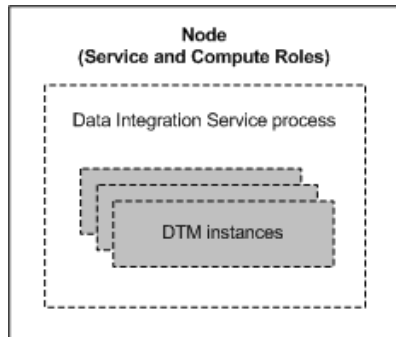 Node
(Service and Compute Roles)
Data Integration Service process
DTM instances